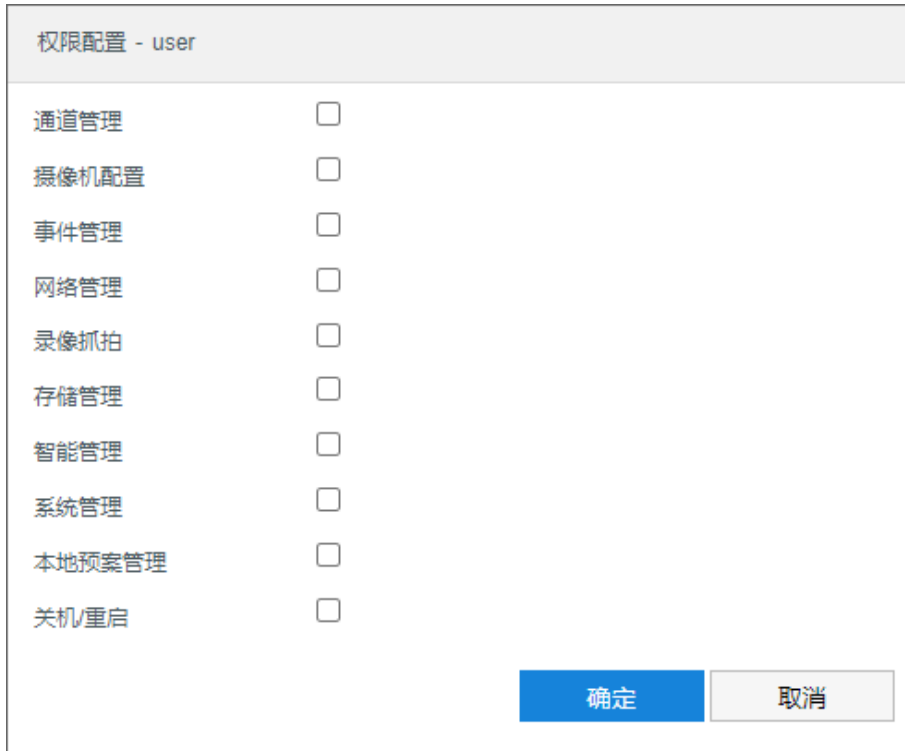 权限配置 - user
通道管理
摄像机配置
事件管理
网络管理
录像抓拍
存储管理
智能管理
系统管理
本地预案管理
关机/重启
确定 取消